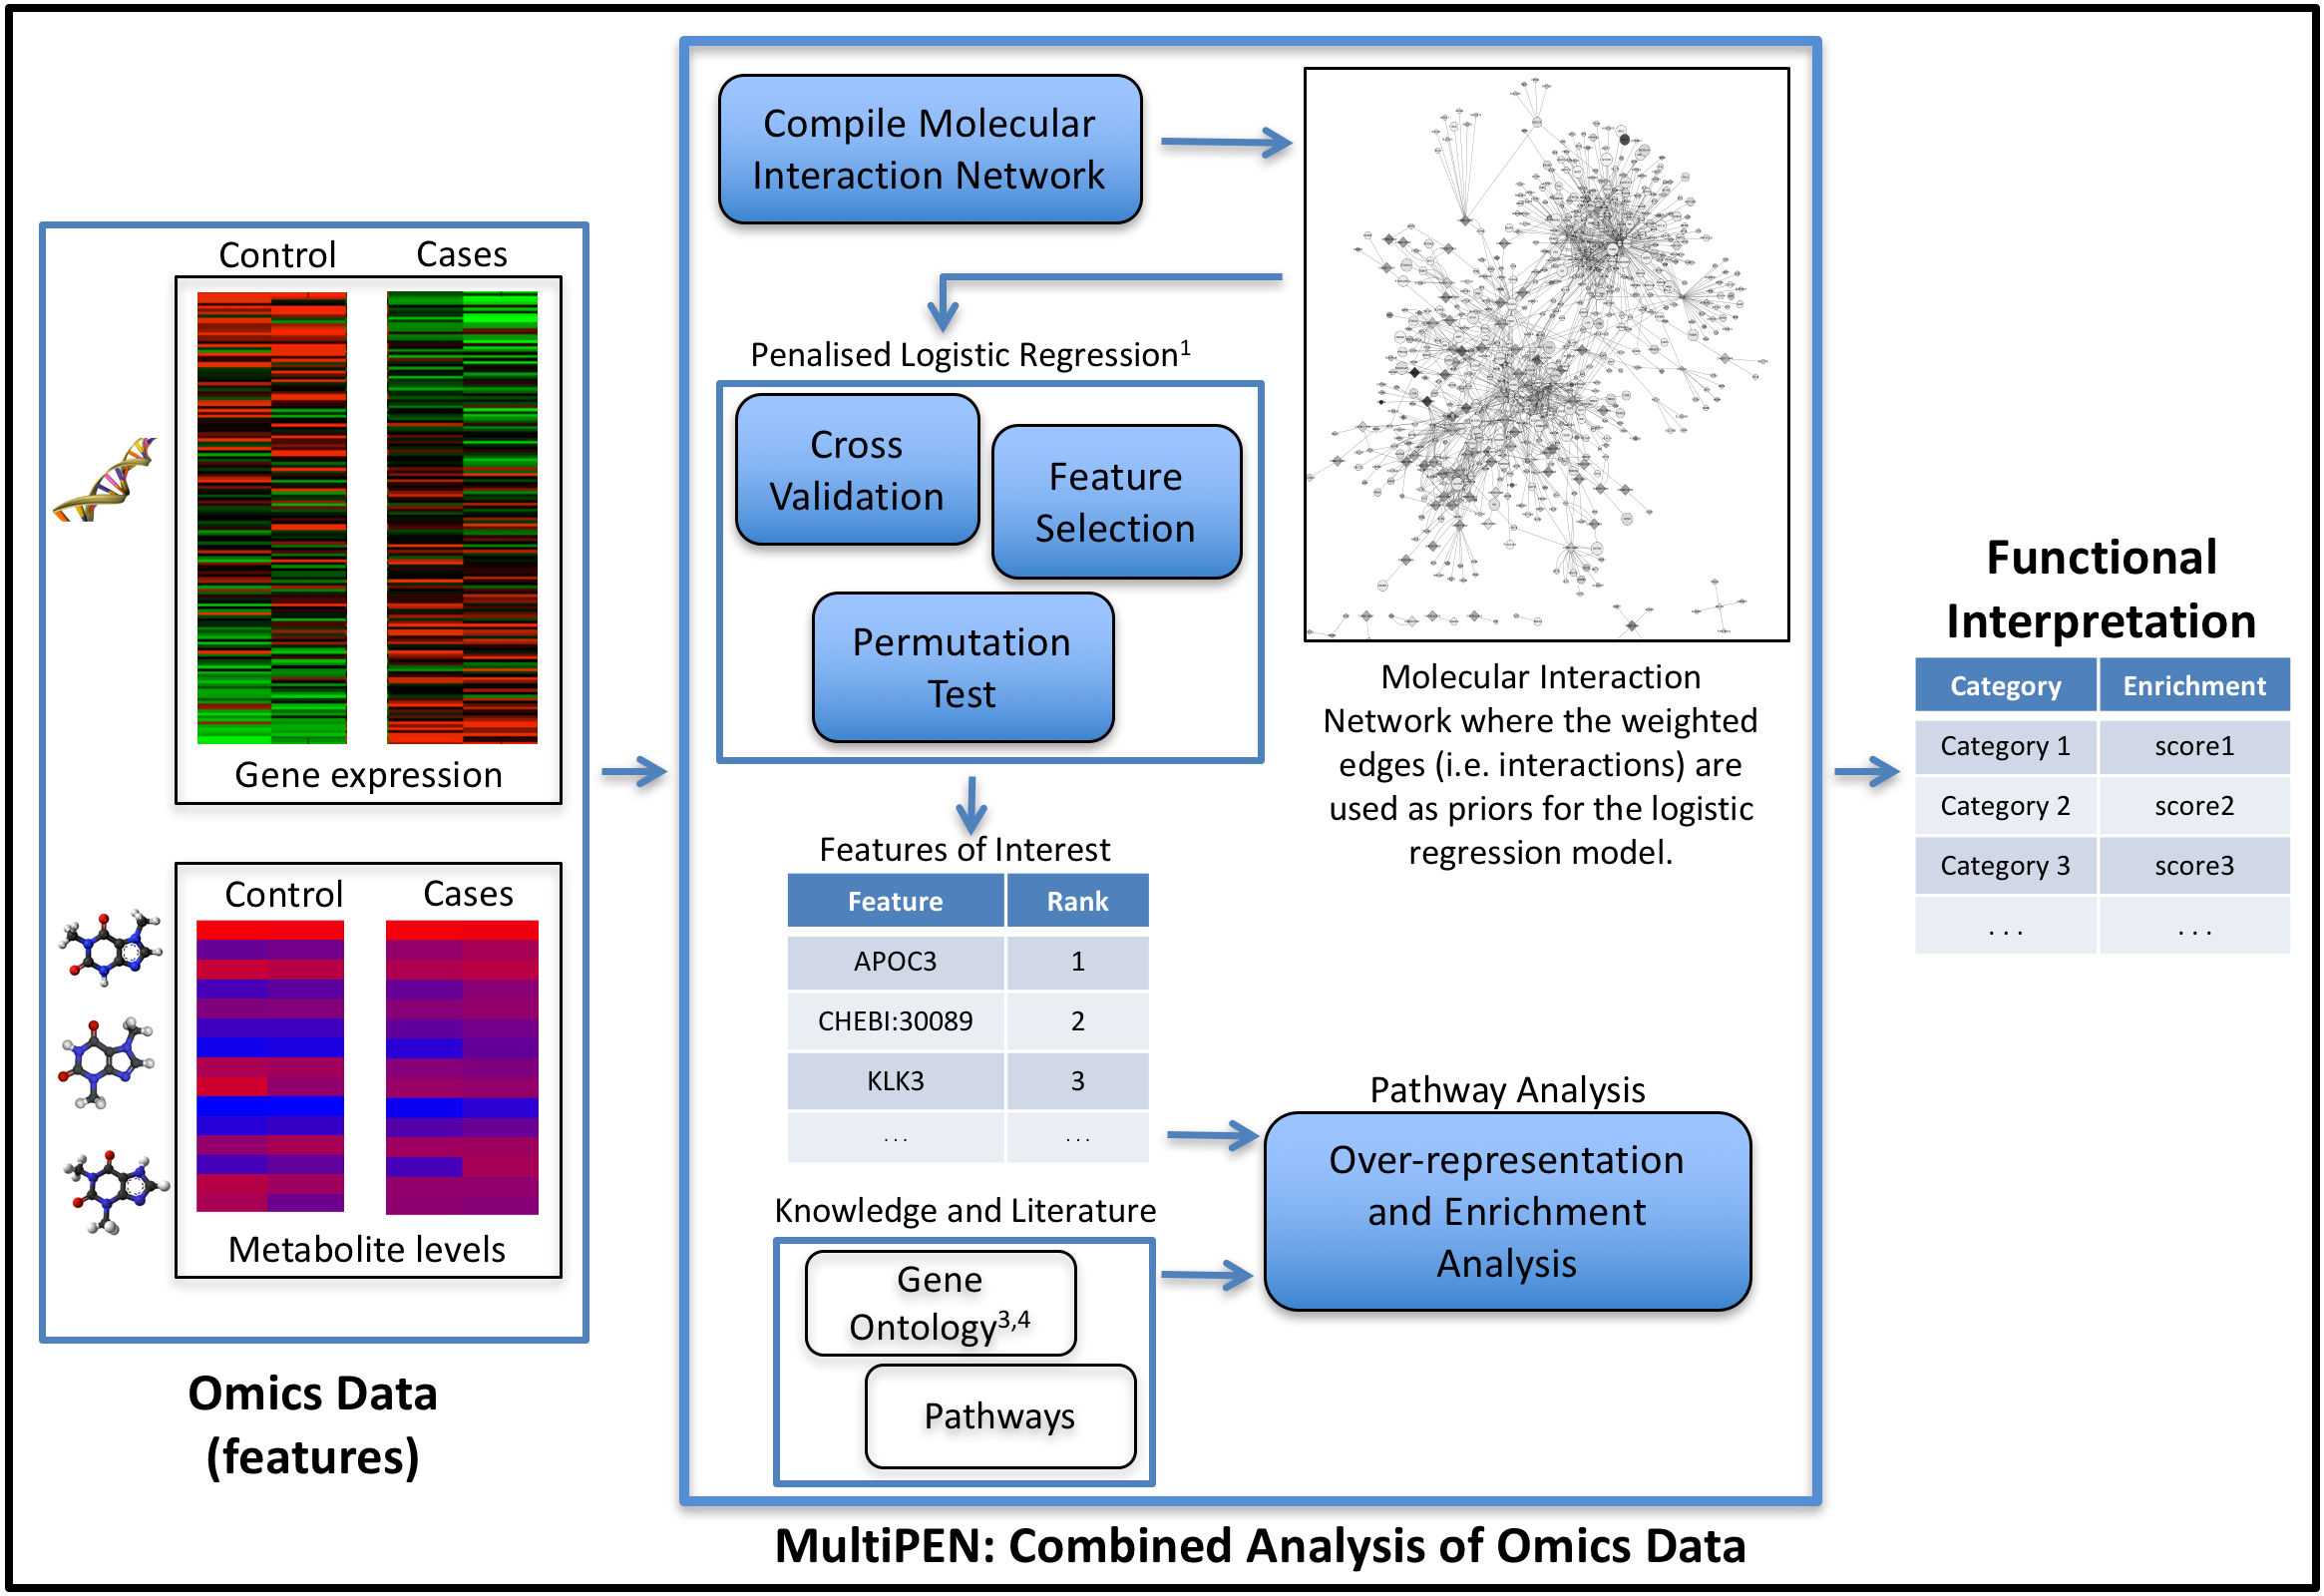 Control Cases
Gene expression
Control Cases
Metabolite levels
Omics Data
(features)
Compile Molecular
Interaction Network
Penalised Logistic Regression1
Cross
Validation
Feature
Selection
Permutation
Test
Molecular Interaction
Network where the weighted
edges (i.e. interactions) are
used as priors for the logistic
regression model.
Features of Interest
Feature Rank
APOC3 1
CHEBI:30089 2
KLK3 3
... ...
Knowledge and Literature
Gene
Ontology3,4
Pathways
Pathway Analysis
Over-representation
and Enrichment
Analysis
MultiPEN: Combined Analysis of Omics Data
Functional
Interpretation
Category Enrichment
Category 1 score1
Category 2 score2
Category 3 score3
... ...